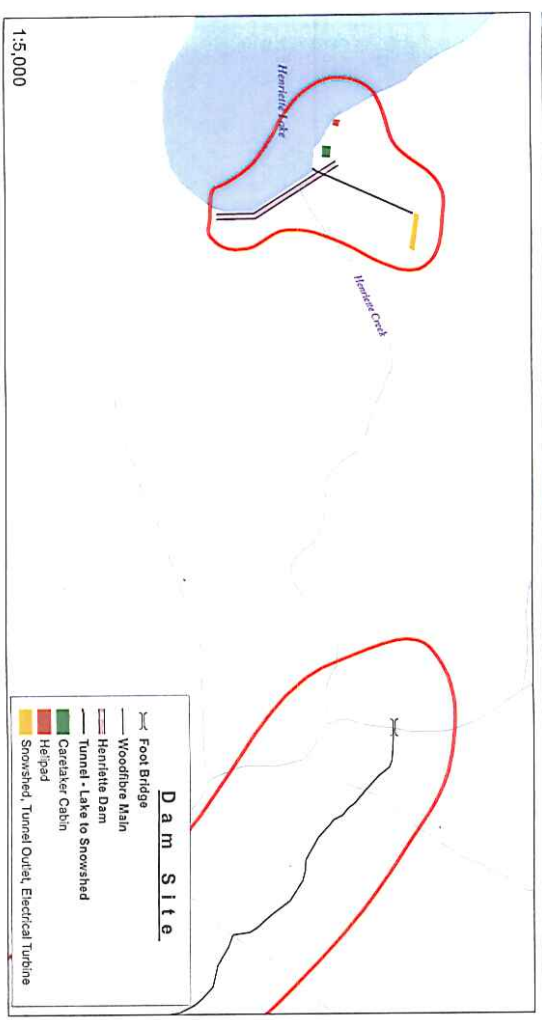 Henriette Lake
Henriette Creek
Dam Site
Foot Bridge
Woodfibre Main
Henriette Dam
Tunnel - Lake to Snowshed
Caretaker Cabin
Helipad
Snowshed, Tunnel Outlet, Electrical Turbine
1:5,000